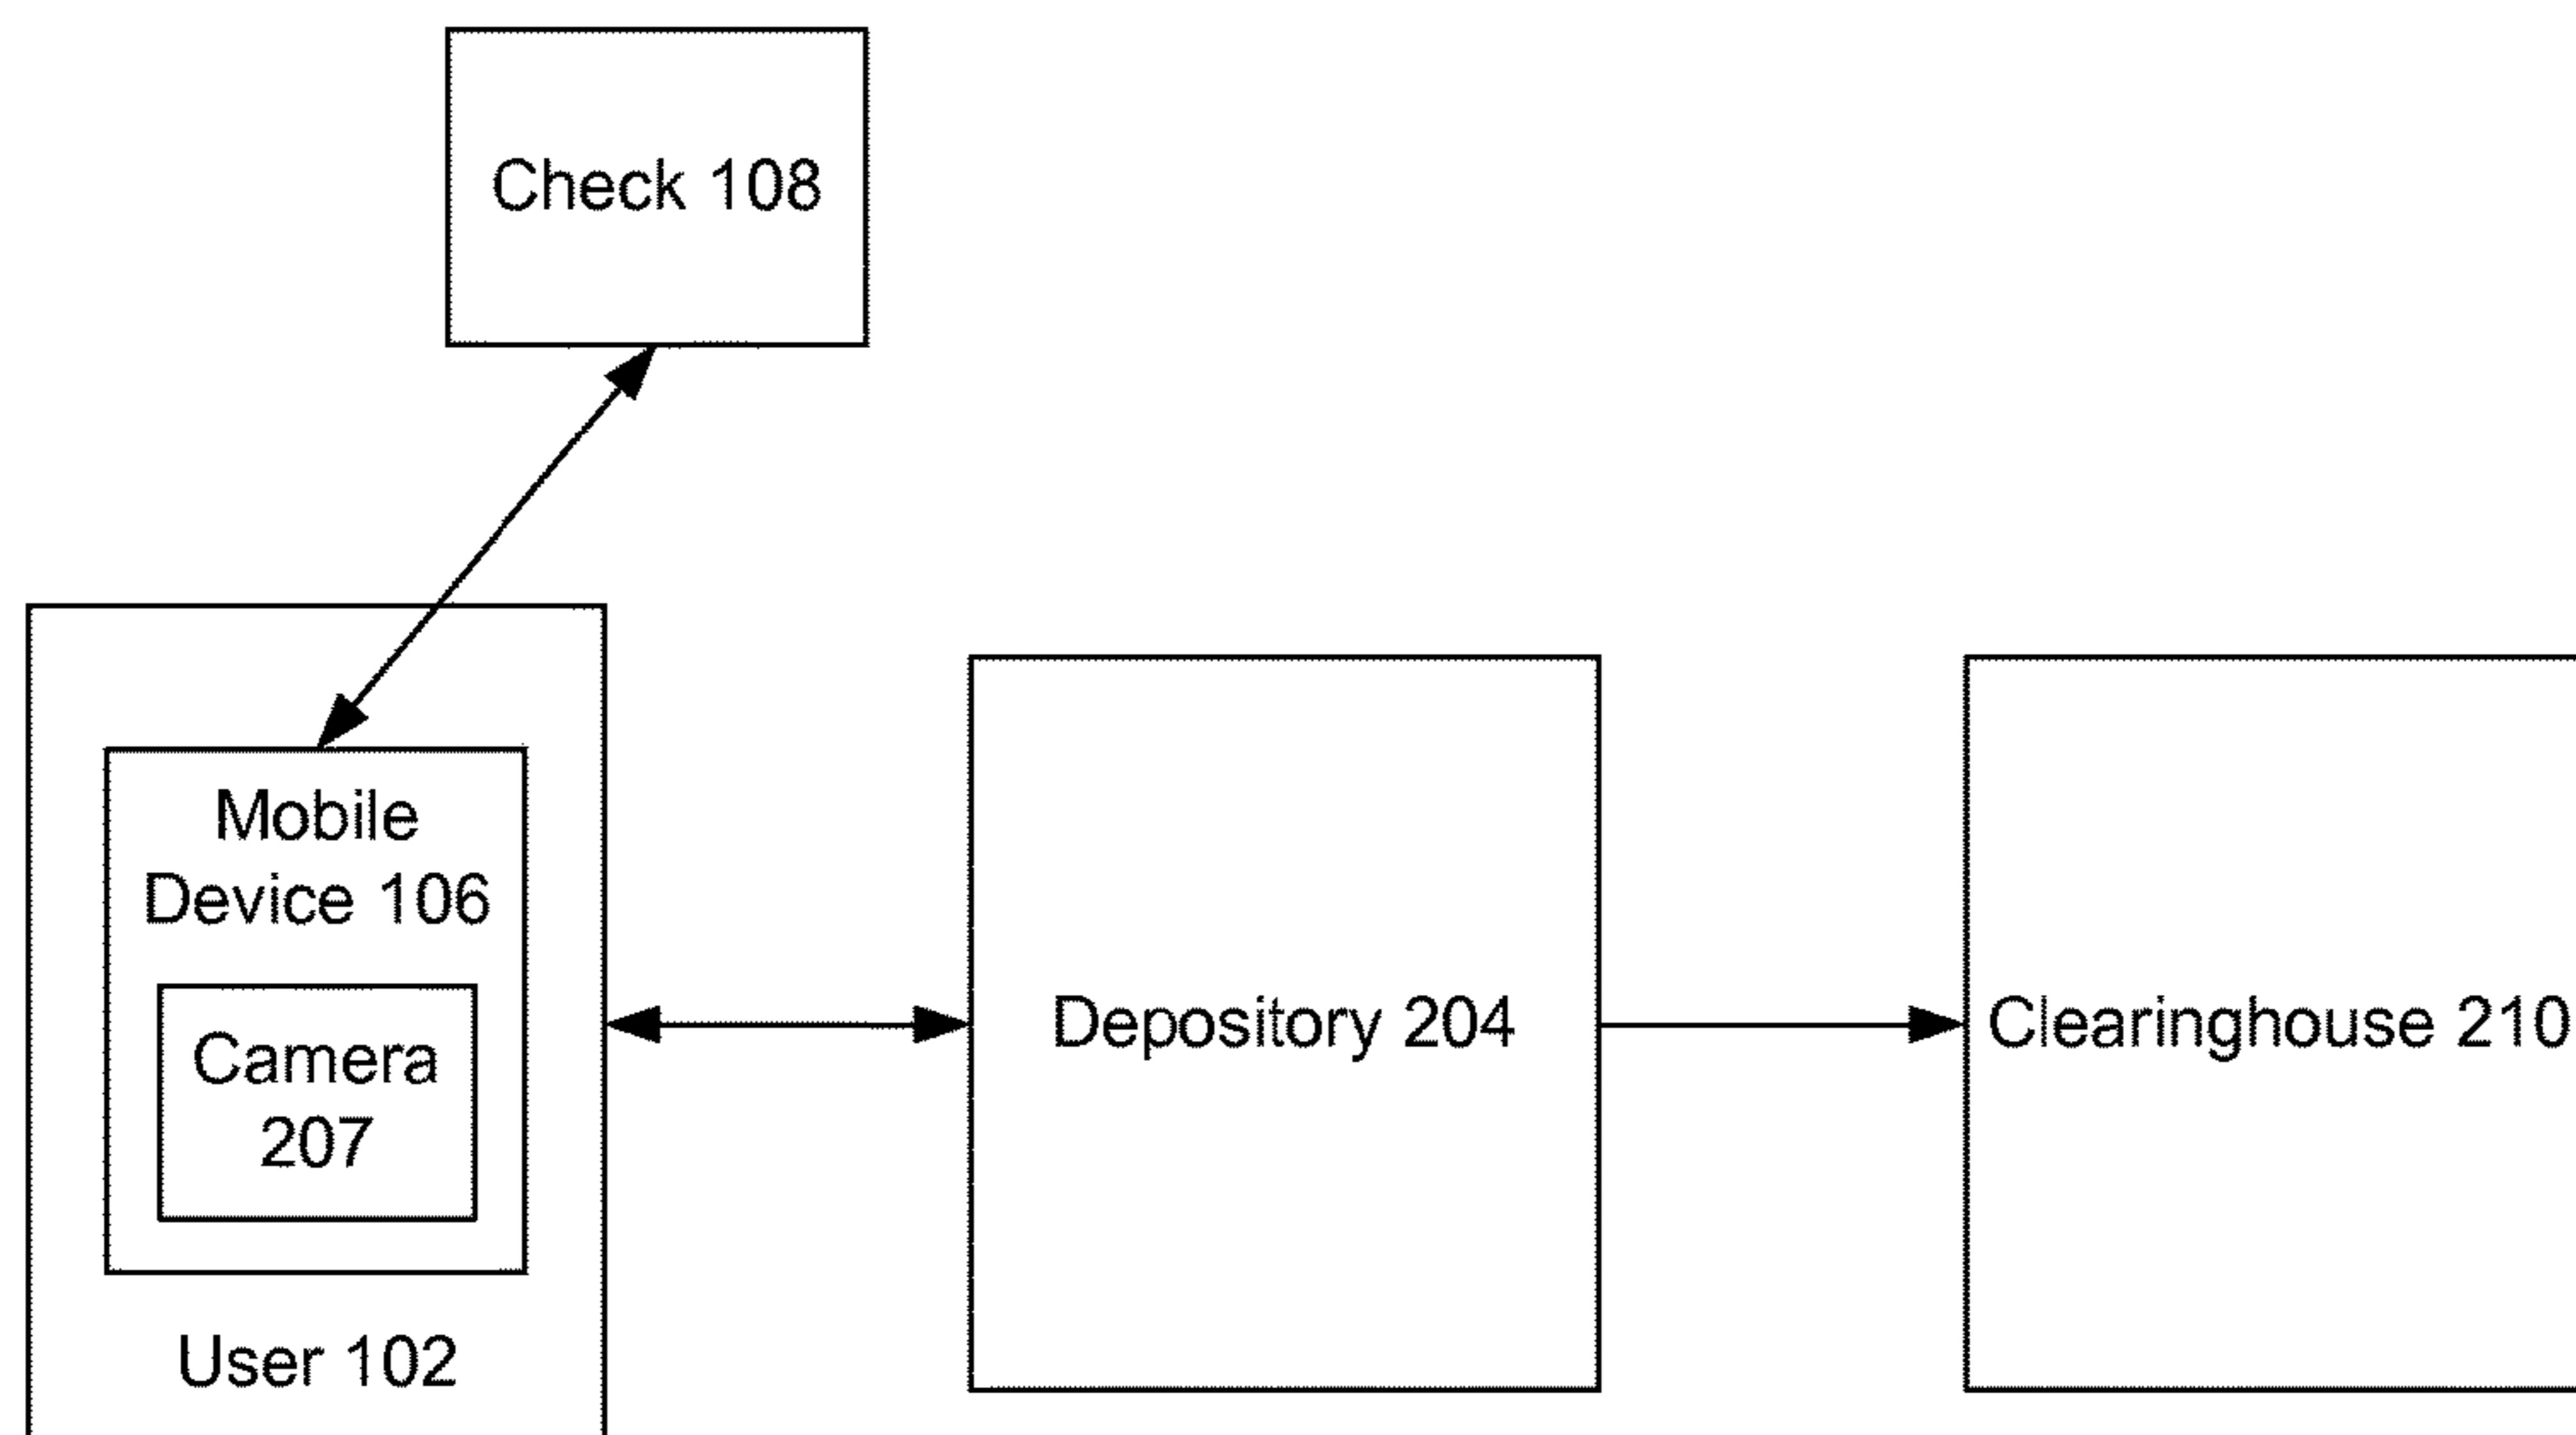 Check 108
Mobile
Device 106
Camera
207
User 102
Depository 204
Clearinghouse 210